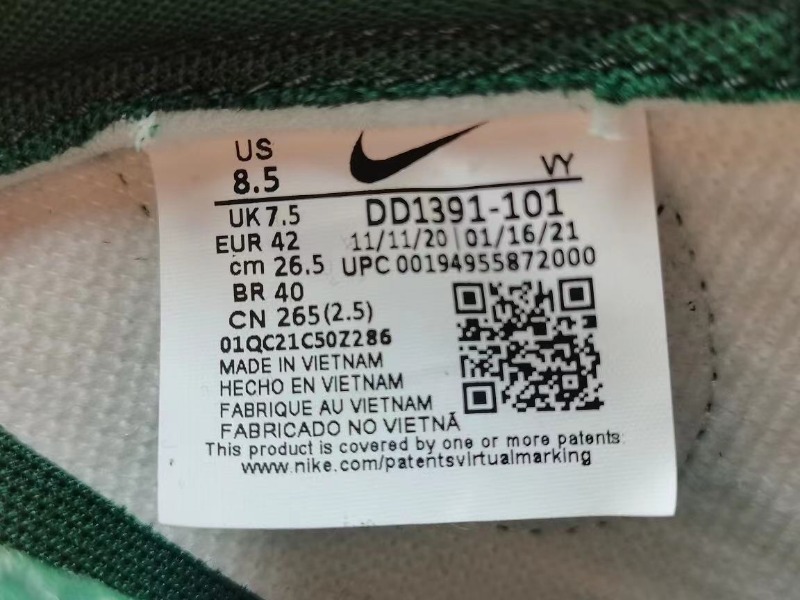 US
8.5
VY
UK 7.5
DD1391-101
EUR 42
11/11/20 | 01/16/21
cm 26.5
UPC 00194955872000
BR 40
CN 265(2.5)
01QC21C50Z286
MADE IN VIETNAM
HECHO EN VIETNAM
FABRIQUE AU VIETNAM
FABRICADO NO VIETNÃ
This product is covered by one or more patents:
www.nike.com/patentsvirtualmarking